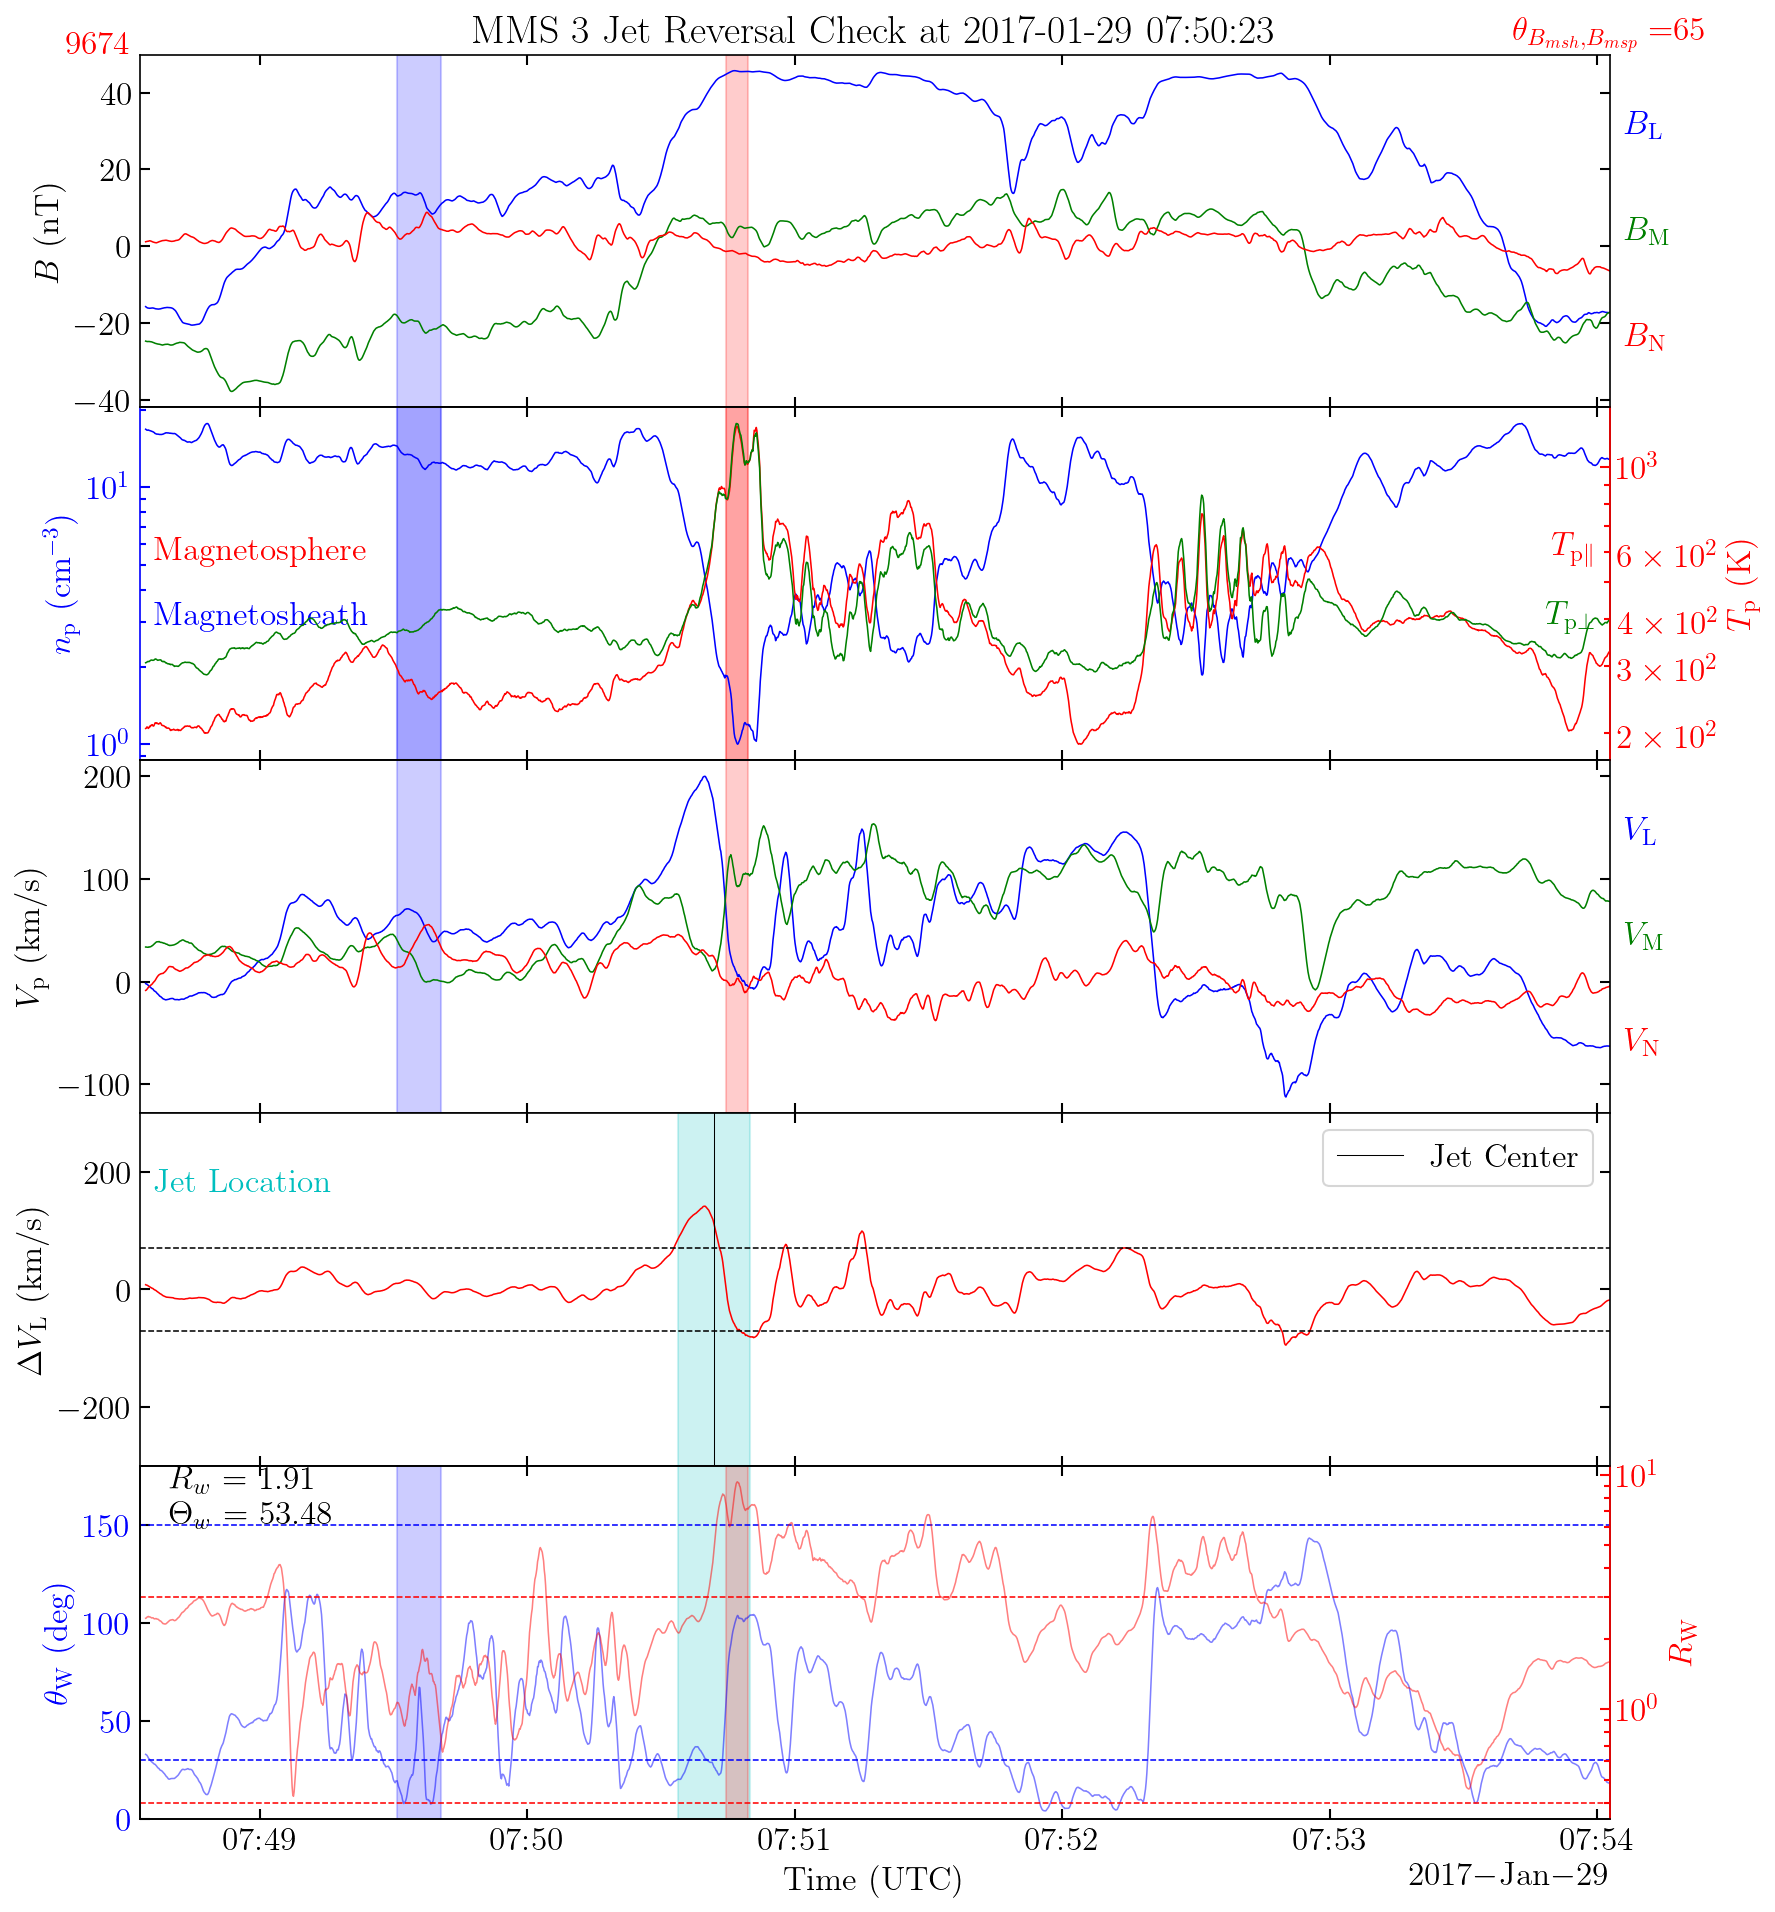 MMS 3 Jet Reversal Check at 2017-01-29 07:50:23
9674
θ_{B_{msh},B_{msp}} =65
B (nT)
40
20
0
−20
−40
B_L
B_M
B_N
n_p (cm^{−3})
10^1
10^0
Magnetosphere
Magnetosheath
T_{p∥}
T_{p⊥}
10^3
6 × 10^2
4 × 10^2
3 × 10^2
2 × 10^2
T_p (K)
V_p (km/s)
200
100
0
−100
V_L
V_M
V_N
ΔV_L (km/s)
200
0
−200
Jet Location
Jet Center
R_w = 1.91
Θ_w = 53.48
θ_W (deg)
150
100
50
0
10^1
10^0
R_W
07:49 07:50 07:51 07:52 07:53 07:54
Time (UTC)
2017−Jan−29